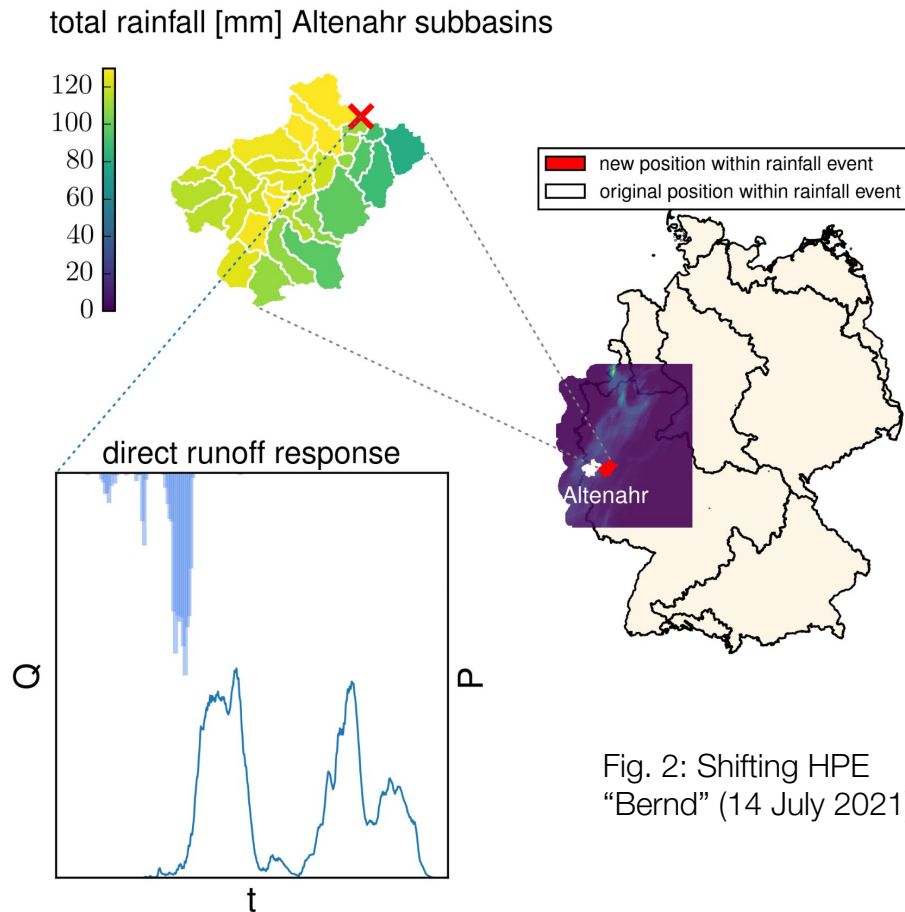 total rainfall [mm] Altenahr subbasins
120
100
80
60
40
20
0
new position within rainfall event
original position within rainfall event
Altenahr
direct runoff response
Q
P
t
Fig. 2: Shifting HPE
“Bernd” (14 July 2021